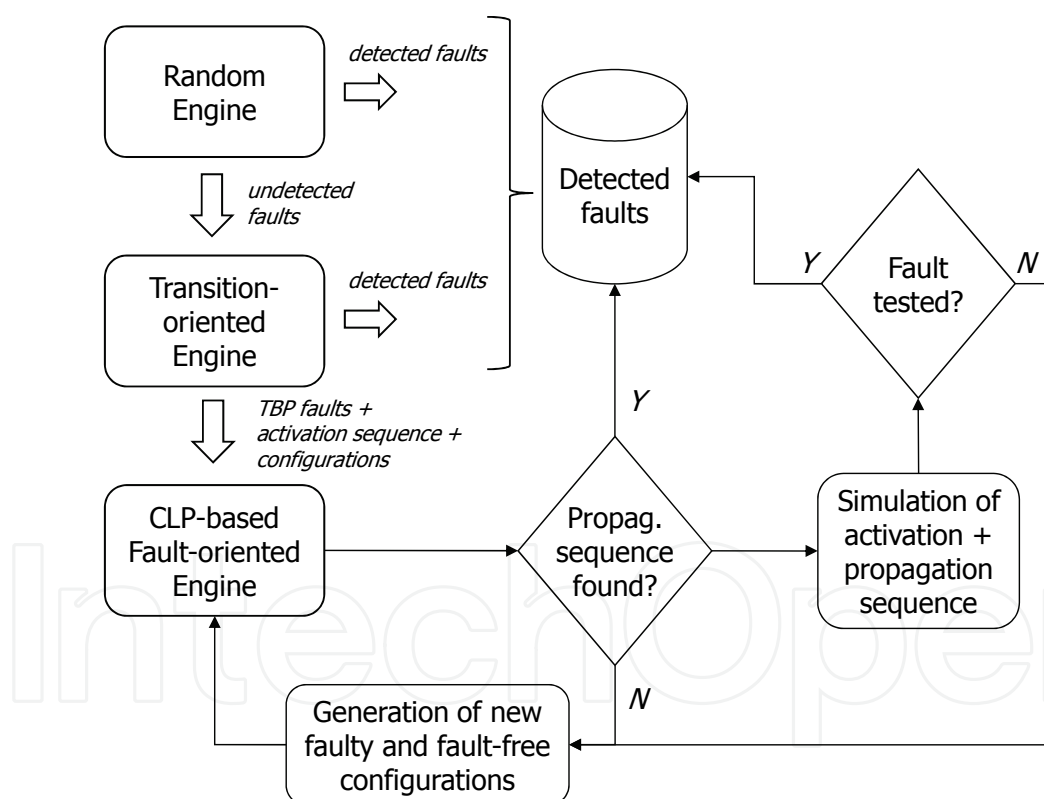 Random
Engine
detected faults
undetected
faults
Transition-
oriented
Engine
detected faults
TBP faults +
activation sequence +
configurations
CLP-based
Fault-oriented
Engine
Detected
faults
Y
Propag.
sequence
found?
N
Fault
tested?
Y
N
Simulation of
activation +
propagation
sequence
Generation of new
faulty and fault-free
configurations
IntechOpe